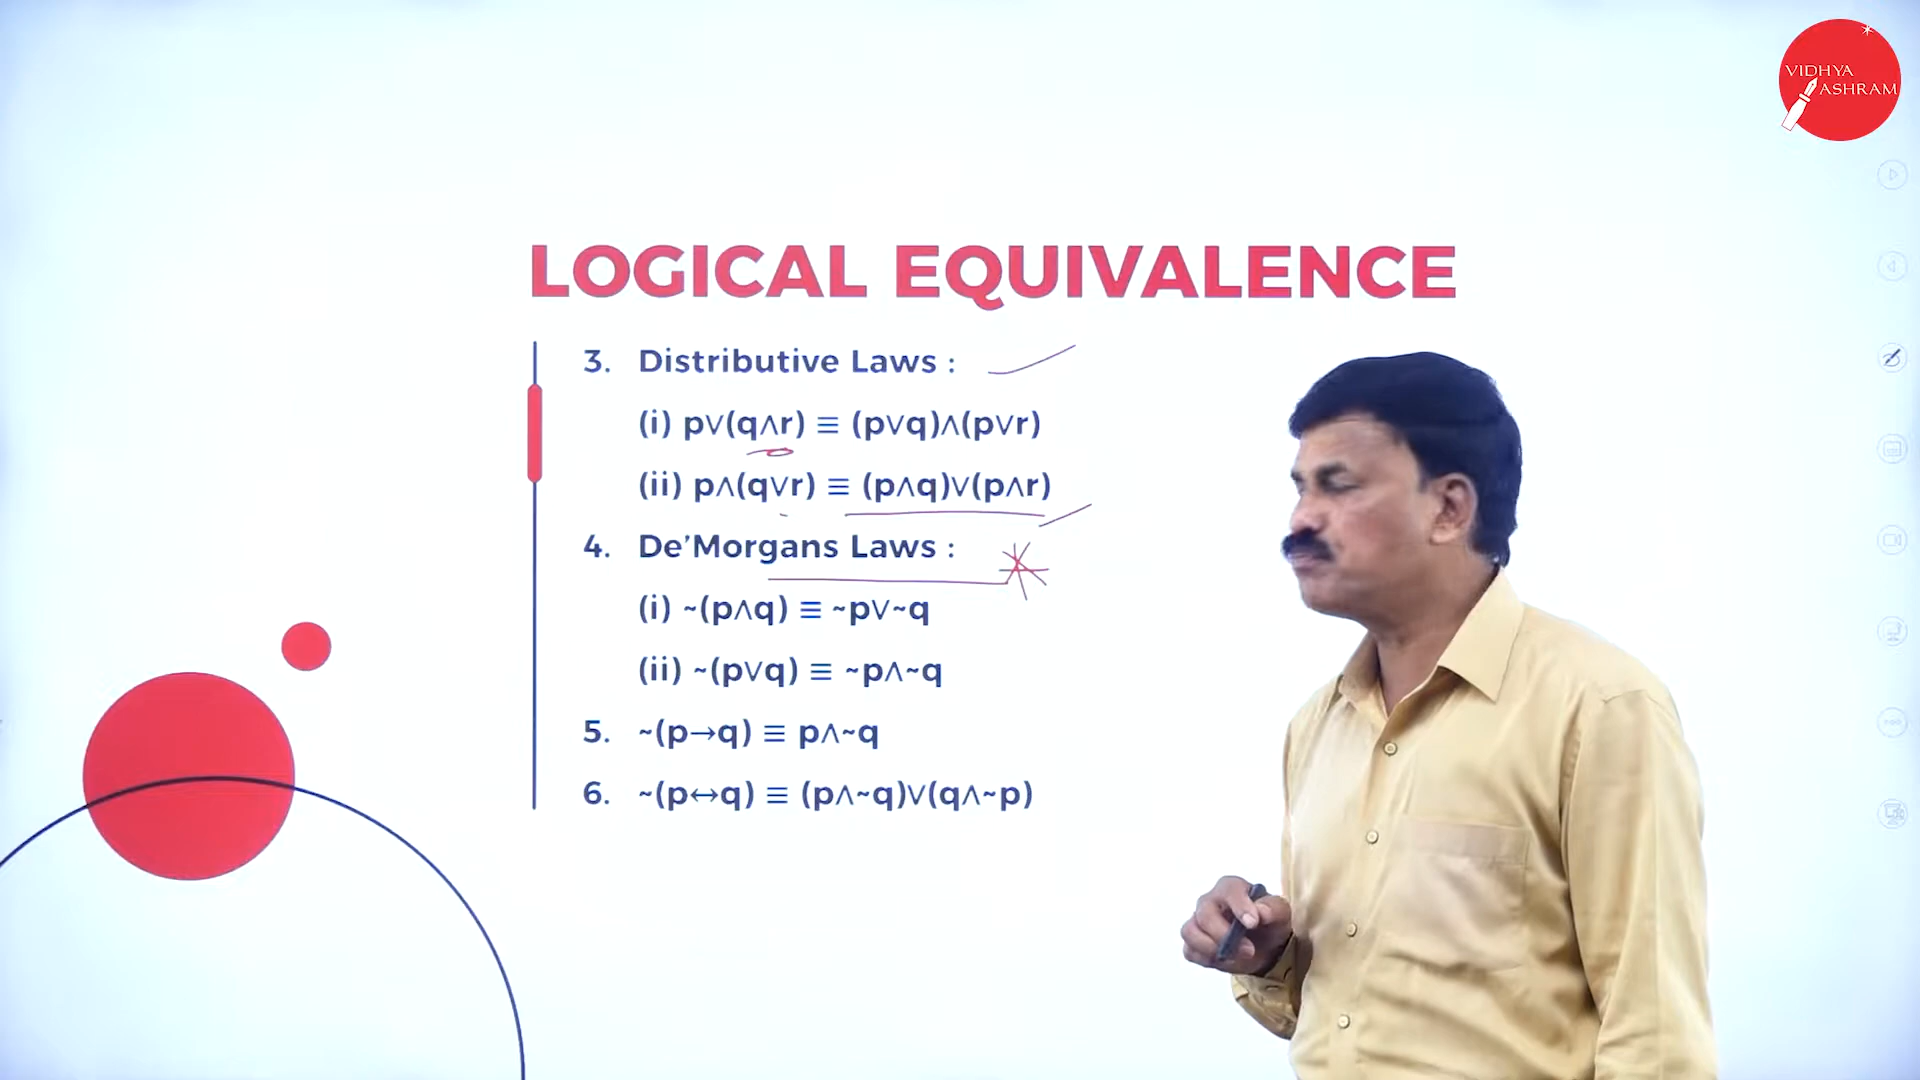 VIDHYA
ASHRAM
LOGICAL EQUIVALENCE
3. Distributive Laws :
(i) p∨(q∧r) ≡ (p∨q)∧(p∨r)
(ii) p∧(q∨r) ≡ (p∧q)∨(p∧r)
4. De’Morgans Laws :
(i) ~(p∧q) ≡ ~p∨~q
(ii) ~(p∨q) ≡ ~p∧~q
5. ~(p→q) ≡ p∧~q
6. ~(p↔q) ≡ (p∧~q)∨(q∧~p)